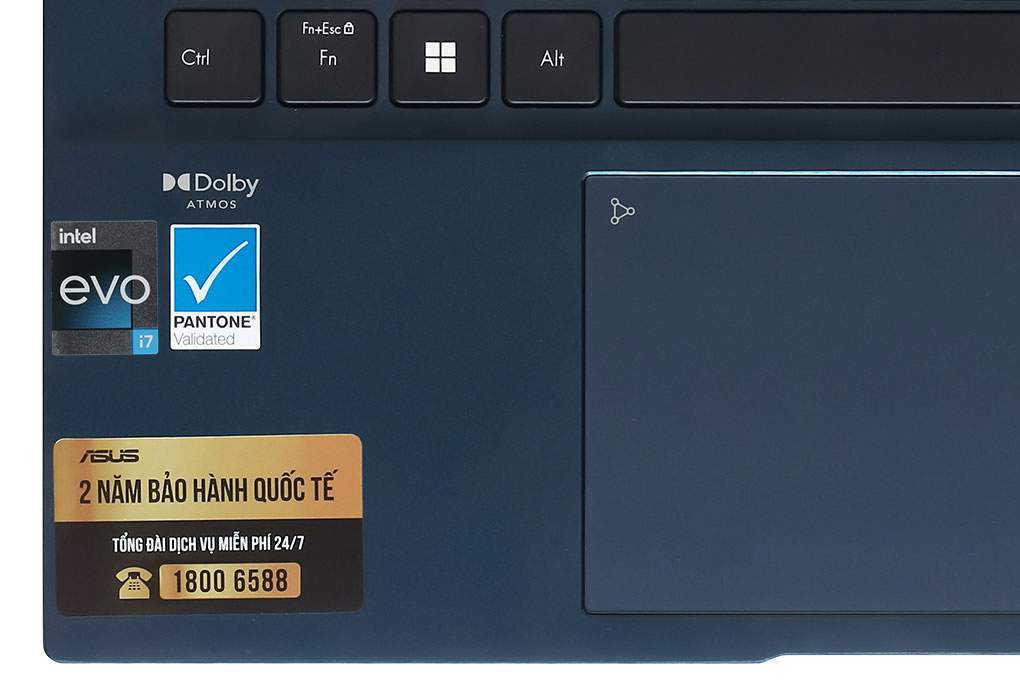 Fn+Esc
Ctrl Fn Alt
Dolby
ATMOS
intel
evo
i7
PANTONE®
Validated
ASUS
2 NĂM BẢO HÀNH QUỐC TẾ
TỔNG ĐÀI DỊCH VỤ MIỄN PHÍ 24/7
1800 6588